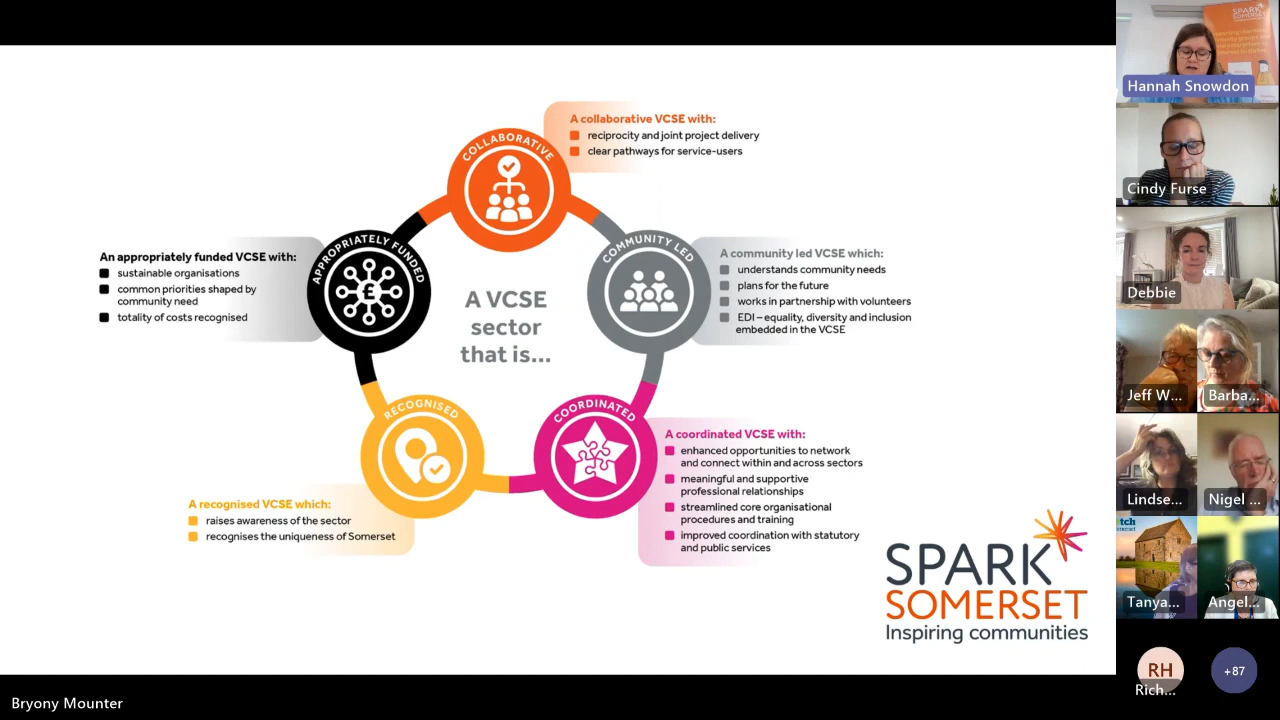 COLLABORATIVE
A collaborative VCSE with:
reciprocity and joint project delivery
clear pathways for service-users
COMMUNITY LED
A community led VCSE which:
understands community needs
plans for the future
works in partnership with volunteers
EDI – equality, diversity and inclusion
embedded in the VCSE
APPROPRIATELY FUNDED
£
An appropriately funded VCSE with:
sustainable organisations
common priorities shaped by
community need
totality of costs recognised
A VCSE
sector
that is...
COORDINATED
A coordinated VCSE with:
enhanced opportunities to network
and connect within and across sectors
meaningful and supportive
professional relationships
streamlined core organisational
procedures and training
improved coordination with statutory
and public services
RECOGNISED
A recognised VCSE which:
raises awareness of the sector
recognises the uniqueness of Somerset
SPARK
SOMERSET
Inspiring communities
Bryony Mounter
SPARK
SOMERSET
Hannah Snowdon
Cindy Furse
Debbie
Jeff W...
Barba...
Lindse...
Nigel ...
Tanya...
Angel...
RH
Rich...
+87